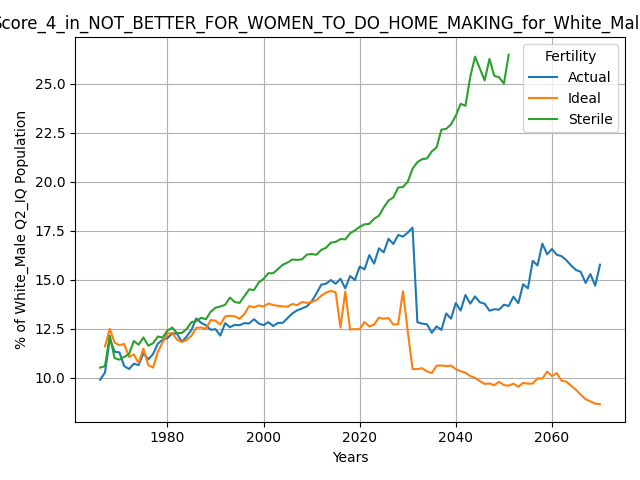 Score_4_in_NOT_BETTER_FOR_WOMEN_TO_DO_HOME_MAKING_for_White_Mal
% of White_Male Q2_IQ Population
25.0
22.5
20.0
17.5
15.0
12.5
10.0
Fertility
Actual
Ideal
Sterile
1980 2000 2020 2040 2060
Years